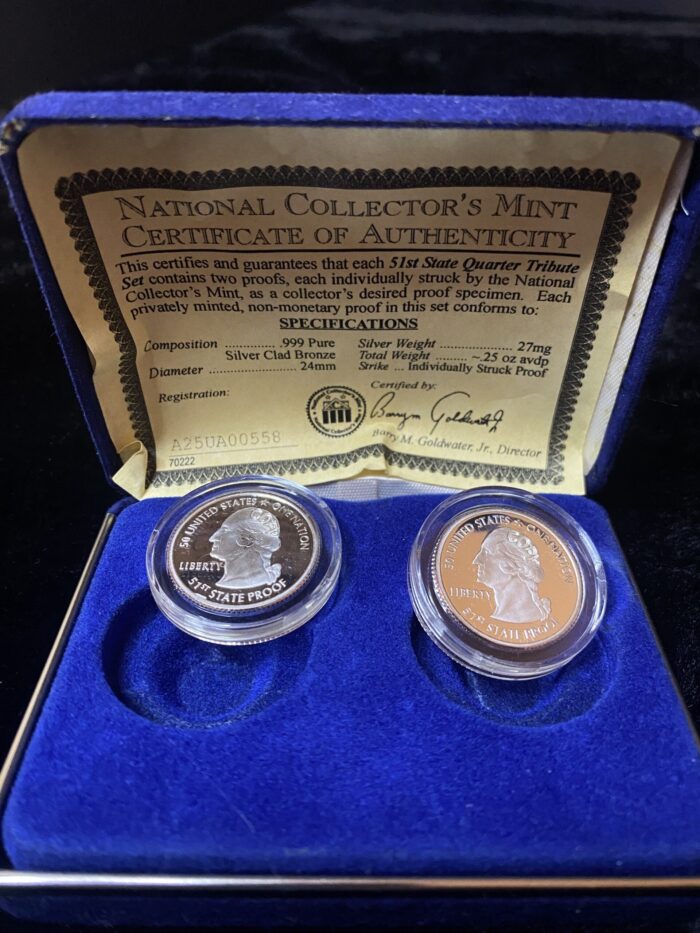 NATIONAL COLLECTOR'S MINT
CERTIFICATE OF AUTHENTICITY
This certifies and guarantees that each 51st State Quarter Tribute
Set contains two proofs, each individually struck by the National
Collector's Mint, as a collector's desired proof specimen. Each
privately minted, non-monetary proof in this set conforms to:
SPECIFICATIONS
Composition .............. .999 Pure
Silver Clad Bronze
Diameter ........................ 24mm
Silver Weight ..................... 27mg
Total Weight ........ ~.25 oz avdp
Strike ... Individually Struck Proof
Registration:
A25UA00558
70222
Certified by:
Barry M. Goldwater, Jr., Director
50 UNITED STATES ★ ONE NATION
LIBERTY
51ST STATE PROOF
50 UNITED STATES ★ ONE NATION
LIBERTY
51ST STATE PROOF